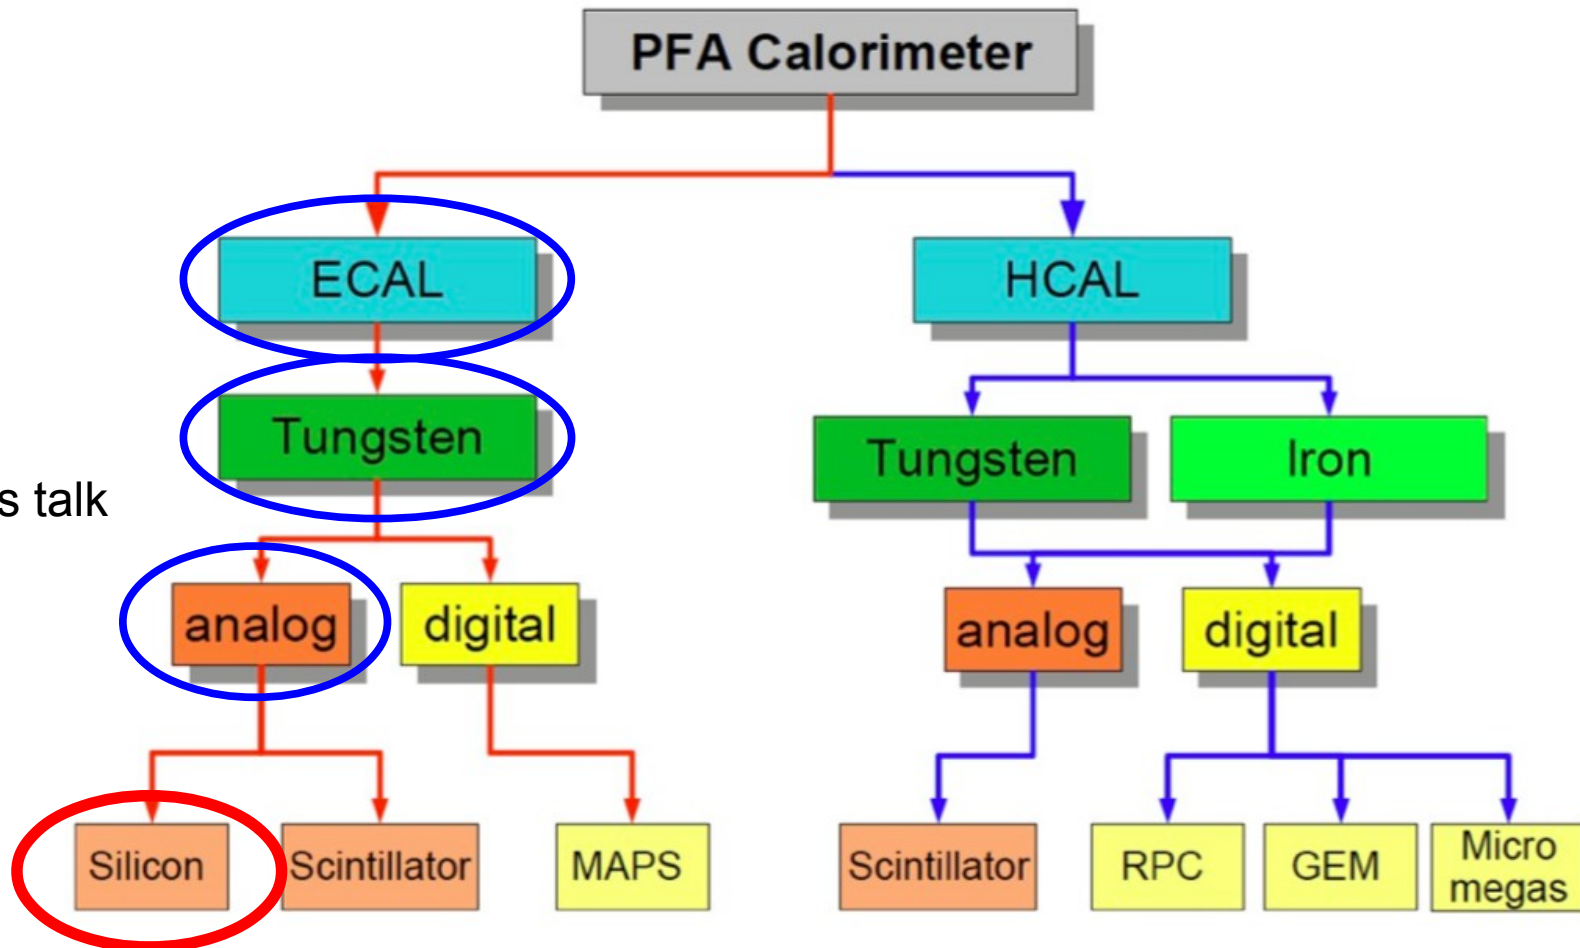 PFA Calorimeter
ECAL
HCAL
Tungsten
Tungsten
Iron
s talk
analog
digital
analog
digital
Silicon
Scintillator
MAPS
Scintillator
RPC
GEM
Micro
megas